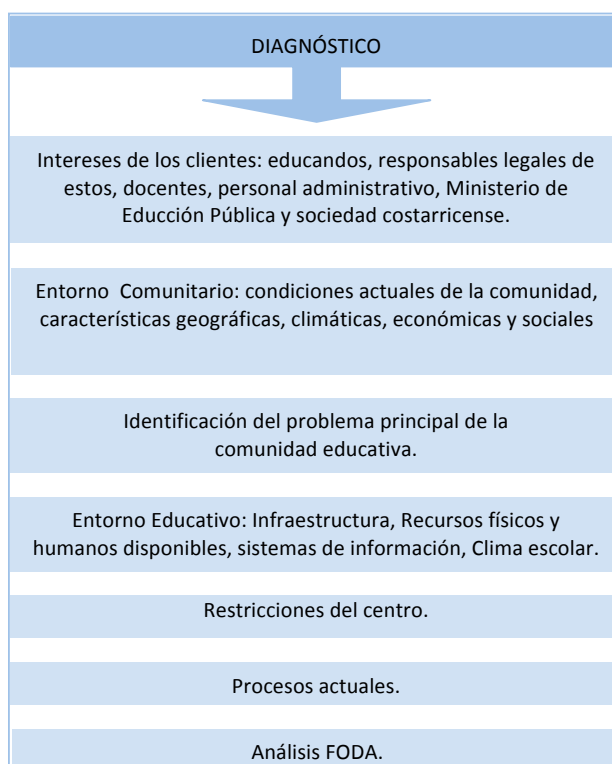 DIAGNÓSTICO
Intereses de los clientes: educandos, responsables legales de
estos, docentes, personal administrativo, Ministerio de
Educción Pública y sociedad costarricense.
Entorno Comunitario: condiciones actuales de la comunidad,
características geográficas, climáticas, económicas y sociales
Identificación del problema principal de la
comunidad educativa.
Entorno Educativo: Infraestructura, Recursos físicos y
humanos disponibles, sistemas de información, Clima escolar.
Restricciones del centro.
Procesos actuales.
Análisis FODA.